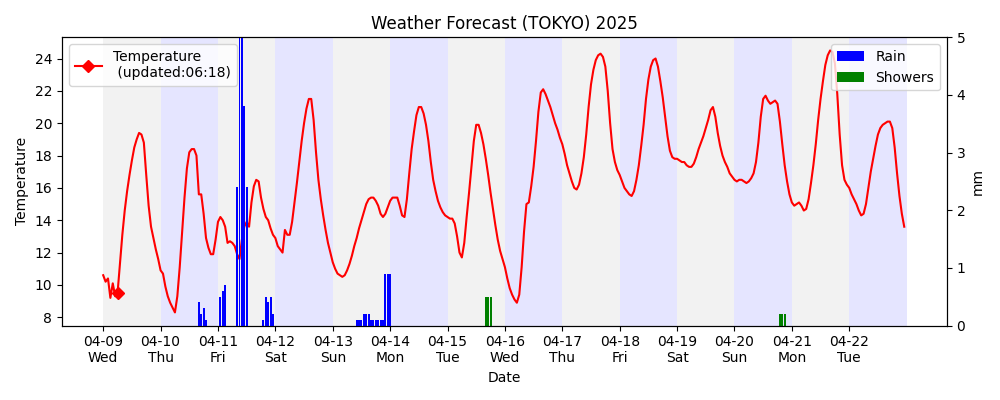 Weather Forecast (TOKYO) 2025
Temperature
(updated:06:18)
Rain
Showers
Temperature
24
22
20
18
16
14
12
10
8
5
4
3
2
1
0
mm
04-09 04-10 04-11 04-12 04-13 04-14 04-15 04-16 04-17 04-18 04-19 04-20 04-21 04-22
Wed Thu Fri Sat Sun Mon Tue Wed Thu Fri Sat Sun Mon Tue
Date